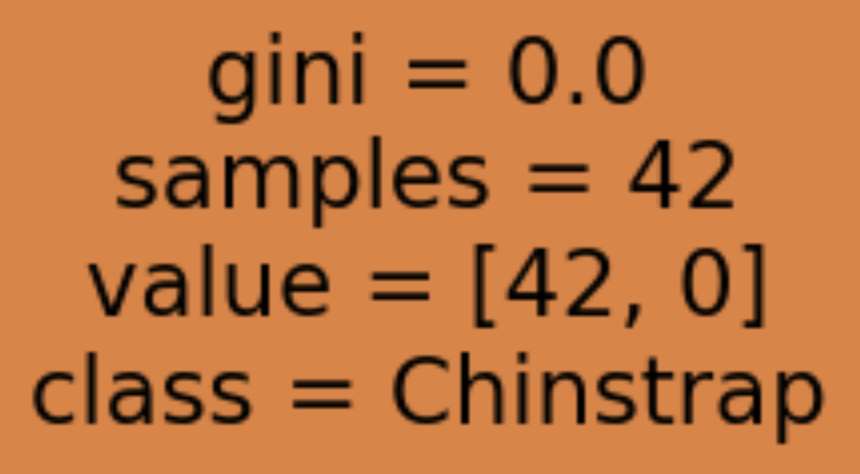 gini = 0.0
samples = 42
value = [42, 0]
class = Chinstrap